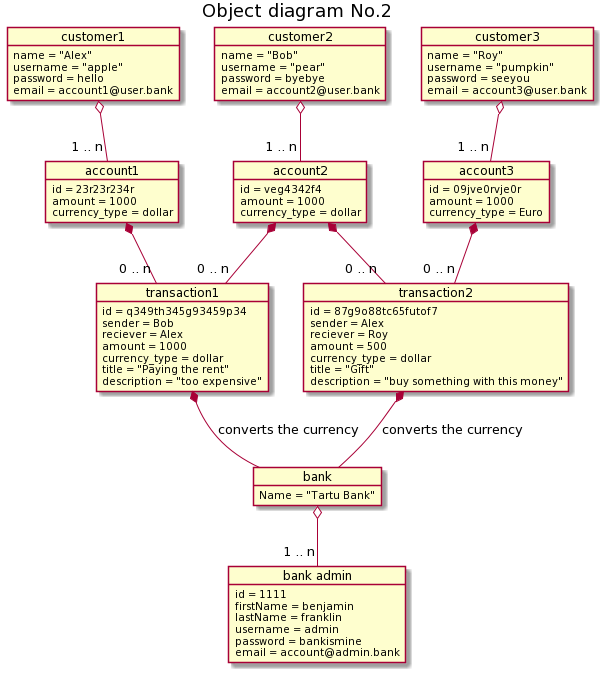 Object diagram No.2
customer1
name = "Alex"
username = "apple"
password = hello
email = account1@user.bank
customer2
name = "Bob"
username = "pear"
password = byebye
email = account2@user.bank
customer3
name = "Roy"
username = "pumpkin"
password = seeyou
email = account3@user.bank
1 .. n
1 .. n
1 .. n
account1
id = 23r23r234r
amount = 1000
currency_type = dollar
account2
id = veg4342f4
amount = 1000
currency_type = dollar
account3
id = 09jve0rvje0r
amount = 1000
currency_type = Euro
0 .. n
0 .. n
0 .. n
0 .. n
transaction1
id = q349th345g93459p34
sender = Bob
reciever = Alex
amount = 1000
currency_type = dollar
title = "Paying the rent"
description = "too expensive"
transaction2
id = 87g9o88tc65futof7
sender = Alex
reciever = Roy
amount = 500
currency_type = dollar
title = "Gift"
description = "buy something with this money"
converts the currency
converts the currency
bank
Name = "Tartu Bank"
1 .. n
bank admin
id = 1111
firstName = benjamin
lastName = franklin
username = admin
password = bankismine
email = account@admin.bank